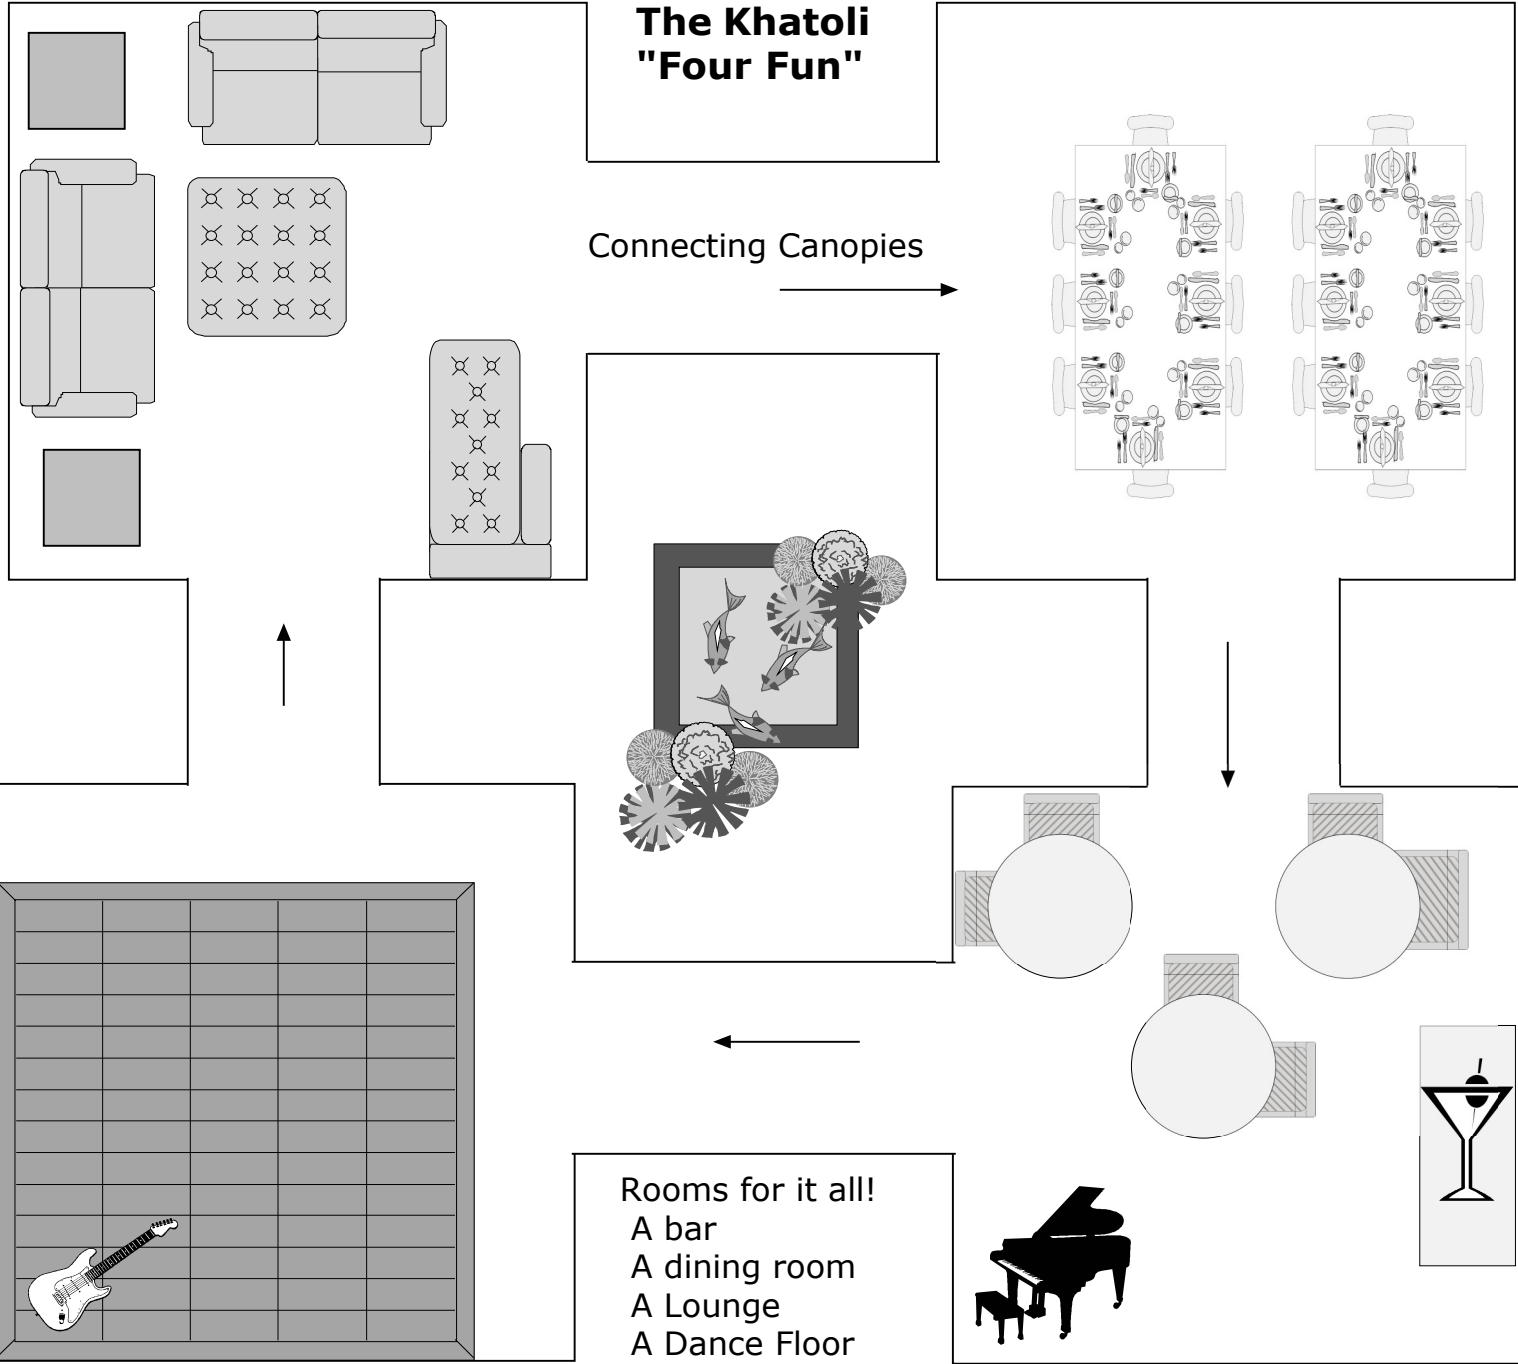 The Khatoli
"Four Fun"
Connecting Canopies
Rooms for it all!
A bar
A dining room
A Lounge
A Dance Floor